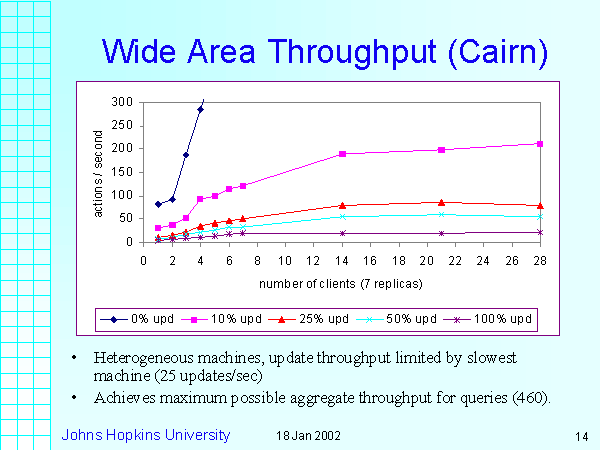 Wide Area Throughput (Cairn)
300
250
200
150
100
50
0
actions / second
0 2 4 6 8 10 12 14 16 18 20 22 24 26 28
number of clients (7 replicas)
0% upd 10% upd 25% upd 50% upd 100% upd
• Heterogeneous machines, update throughput limited by slowest
machine (25 updates/sec)
• Achieves maximum possible aggregate throughput for queries (460).
Johns Hopkins University 18 Jan 2002 14